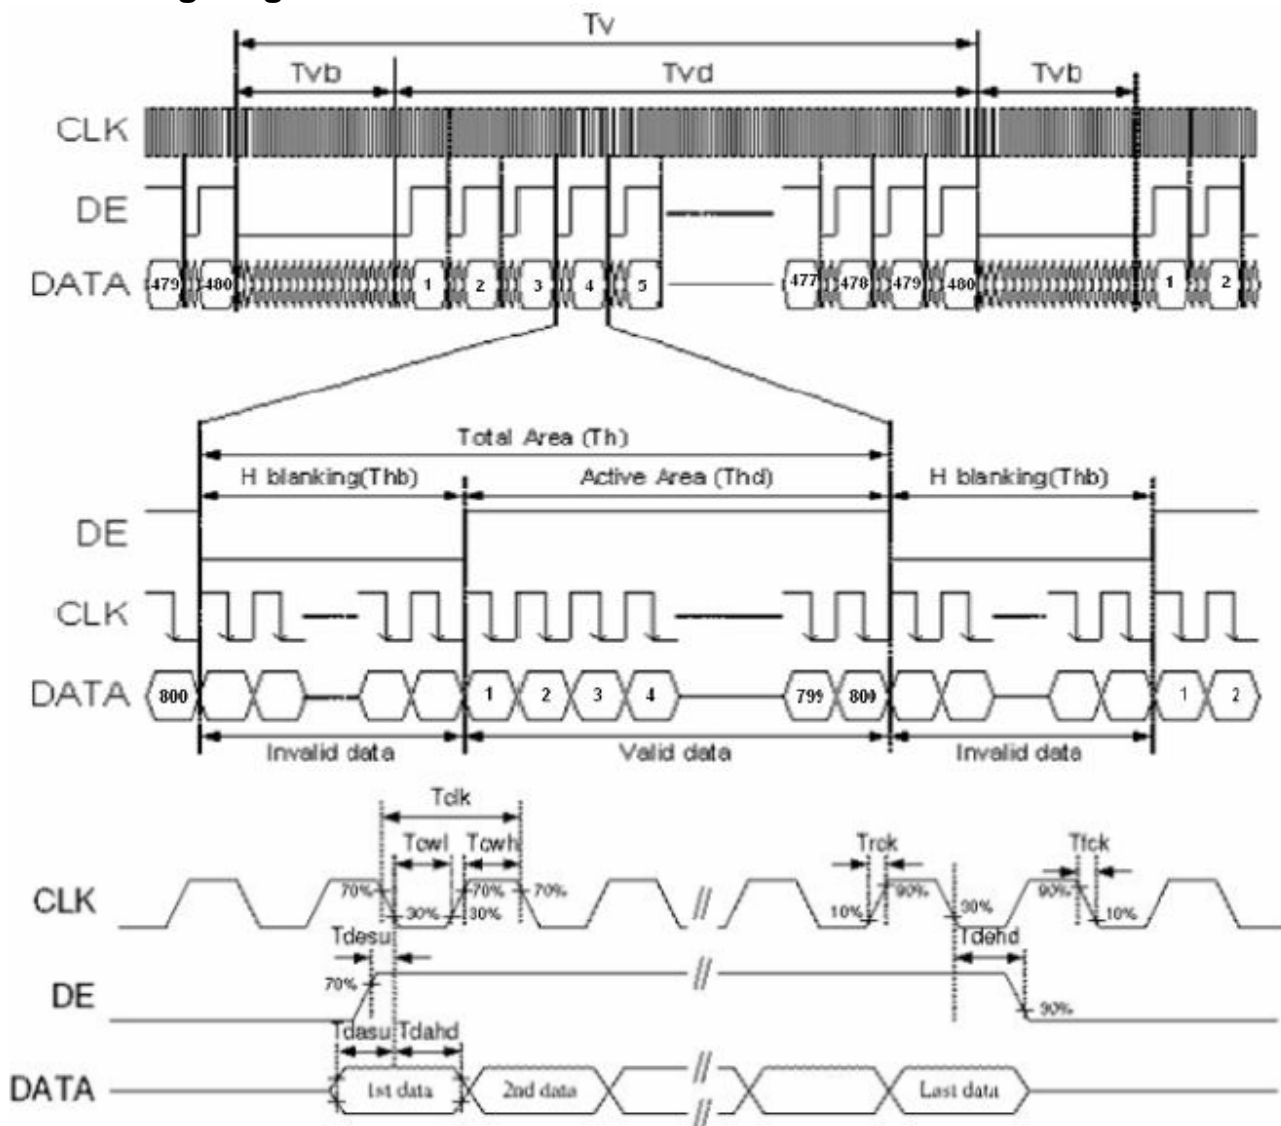 Tv
Tvb Tvd Tvb
CLK
DE
DATA 479 480 1 2 3 4 5 477 478 479 480 1 2
Total Area (Th)
H blanking(Thb) Active Area (Thd) H blanking(Thb)
DE
CLK
DATA 800 1 2 3 4 799 800 1 2
Invalid data Valid data Invalid data
Tclk
Tcwl Tcwh Trck Tfck
CLK 70% 70% 70% 90% 90%
30% 30% 10% 30% 10%
Tdesu Tdehd
DE 70% 90%
Tdasu Tdahd
DATA 1st data 2nd data Last data